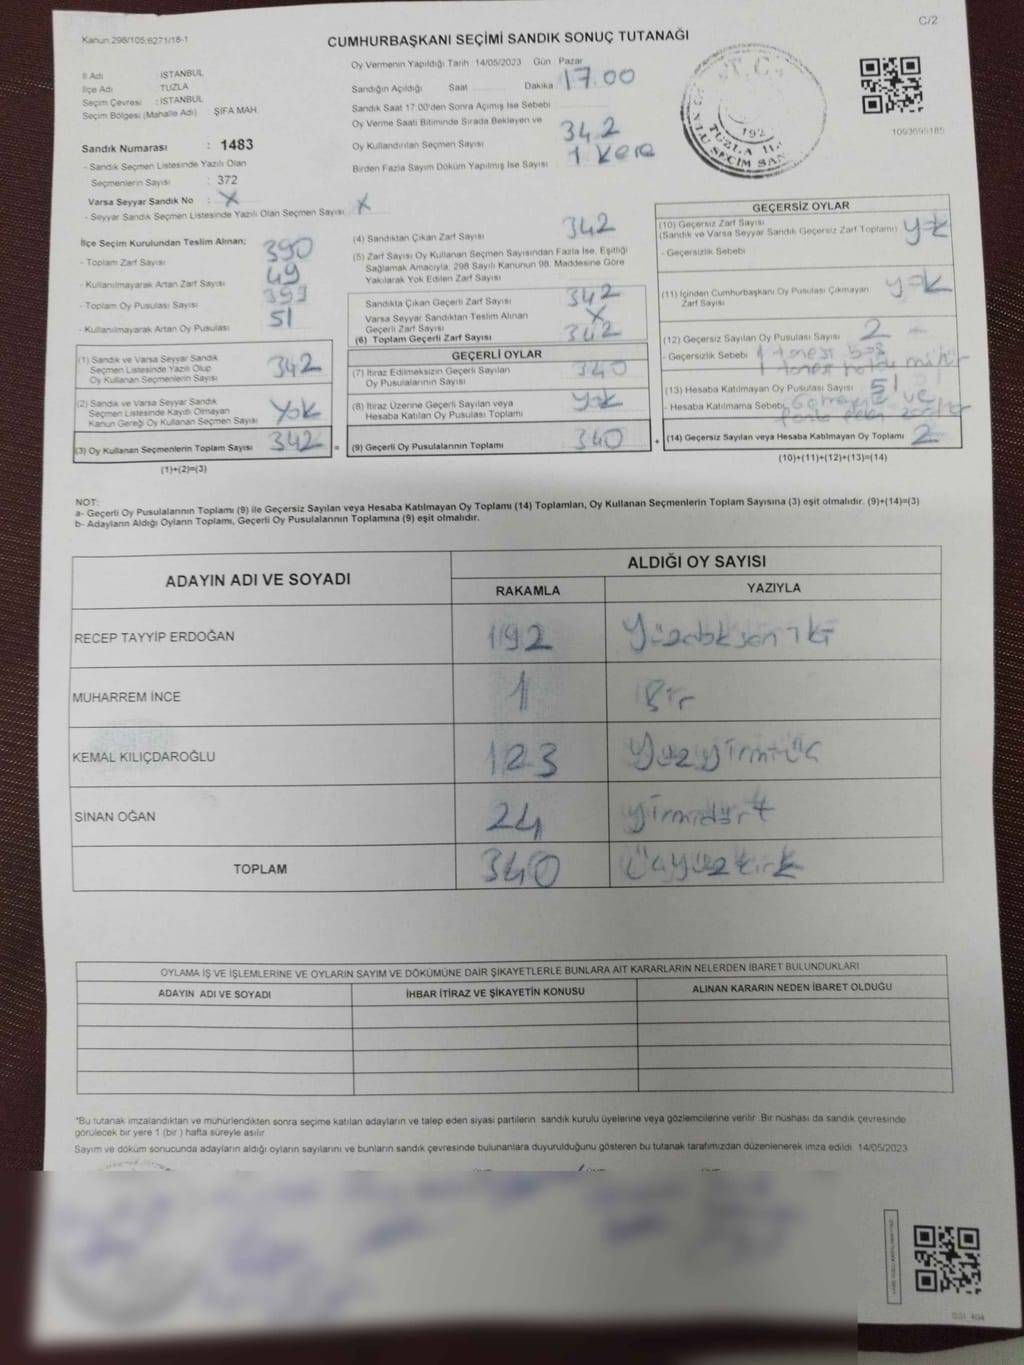 C/2
Kanun 298/105;6271/18-1
CUMHURBAŞKANI SEÇİMİ SANDIK SONUÇ TUTANAĞI
İl Adı İSTANBUL
İlçe Adı TUZLA
Seçim Çevresi : İSTANBUL
Seçim Bölgesi (Mahalle Adı) : ŞİFA MAH.
Sandık Numarası : 1483
- Sandık Seçmen Listesinde Yazılı Olan
Seçmenlerin Sayısı : 372
Varsa Seyyar Sandık No : X
- Seyyar Sandık Seçmen Listesinde Yazılı Olan Seçmen Sayısı X
Oy Vermenin Yapıldığı Tarih :14/05/2023 Gün : Pazar
Sandığın Açıldığı Saat Dakika 17.00
Sandık Saat 17.00'den Sonra Açmış İse Sebebi
Oy Verme Saati Bitiminde Sırada Bekleyen ve
Oy Kullandırılan Seçmen Sayısı 342
Birden Fazla Sayım Döküm Yapılmış İse Sayısı 1 Kere
T.C.
TUZLA
SEÇİM SAN
1093695185
İlçe Seçim Kurulundan Teslim Alınan;
- Toplam Zarf Sayısı 390
- Kullanılmayarak Artan Zarf Sayısı 49
- Toplam Oy Pusulası Sayısı 393
- Kullanılmayarak Artan Oy Pusulası 51
(1) Sandık ve Varsa Seyyar Sandık
Seçmen Listesinde Yazılı Olup
Oy Kullanan Seçmenlerin Sayısı 342
(2) Sandık ve Varsa Seyyar Sandık
Seçmen Listesinde Kayıtlı Olmayan
Kanun Gereği Oy Kullanan Seçmen Sayısı Yok
(3) Oy Kullanan Seçmenlerin Toplam Sayısı 342
(1)+(2)=(3)
(4) Sandıktan Çıkan Zarf Sayısı 342
(5) Zarf Sayısı Oy Kullanan Seçmen Sayısından Fazla İse, Eşitliği
Sağlamak Amacıyla, 298 Sayılı Kanunun 98. Maddesine Göre
Yakılarak Yok Edilen Zarf Sayısı
Sandıkta Çıkan Geçerli Zarf Sayısı 342
Varsa Seyyar Sandıktan Teslim Alınan
Geçerli Zarf Sayısı X
(6) Toplam Geçerli Zarf Sayısı 342
GEÇERLİ OYLAR
(7) İtiraz Edilmeksizin Geçerli Sayılan
Oy Pusulalarının Sayısı 340
(8) İtiraz Üzerine Geçerli Sayılan veya
Hesaba Katılan Oy Pusulası Toplamı Yok
= (9) Geçerli Oy Pusulalarının Toplamı 340 +
GEÇERSİZ OYLAR
(10) Geçersiz Zarf Sayısı
(Sandık ve Varsa Seyyar Sandık Geçersiz Zarf Toplamı) yok
- Geçersizlik Sebebi
(11) İçinden Cumhurbaşkanı Oy Pusulası Çıkmayan
Zarf Sayısı yok
(12) Geçersiz Sayılan Oy Pusulası Sayısı 2
- Geçersizlik Sebebi 1 tanesi boş
1 tanesi mühür
(13) Hesaba Katılmayan Oy Pusulası Sayısı 51
- Hesaba Katılmama Sebebi ve
(14) Geçersiz Sayılan veya Hesaba Katılmayan Oy Toplamı 2
(10)+(11)+(12)+(13)=(14)
NOT:
a- Geçerli Oy Pusulası Toplamı (9) ile Geçersiz Sayılan veya Hesaba Katılmayan Oy Toplamı (14) Toplamları, Oy Kullanan Seçmenlerin Toplam Sayısına (3) eşit olmalıdır. (9)+(14)=(3)
b- Adayların Aldığı Oyların Toplamı, Geçerli Oy Pusulalarının Toplamına (9) eşit olmalıdır.
ADAYIN ADI VE SOYADI
ALDIĞI OY SAYISI
RAKAMLA YAZIYLA
RECEP TAYYİP ERDOĞAN 192 Yüzdoksan iki
MUHARREM İNCE 1 Bir
KEMAL KILIÇDAROĞLU 123 Yüzyirmiüç
SİNAN OĞAN 24 yirmidört
TOPLAM 340 Üçyüzkırk
OYLAMA İŞ VE İŞLEMLERİNE VE OYLARIN SAYIM VE DÖKÜMÜNE DAİR ŞİKAYETLERLE BUNLARA AİT KARARLARIN NELERDEN İBARET BULUNDUKLARI
ADAYIN ADI VE SOYADI İHBAR İTİRAZ VE ŞİKAYETİN KONUSU ALINAN KARARIN NEDEN İBARET OLDUĞU
*Bu tutanak imzalandıktan ve mühürlendikten sonra seçime katılan adayların ve talep eden siyasi partilerin sandık kurulu üyelerine veya gözlemcilerine verilir. Bir nüshası da sandık çevresinde
görülecek bir yere 1 (bir ) hafta süreyle asılır.
Sayım ve döküm sonucunda adayların aldığı oyların sayılarını ve bunların sandık çevresinde bulunanlara duyurulduğunu gösteren bu tutanak tarafımızdan düzenlenerek imza edildi. 14/05/2023